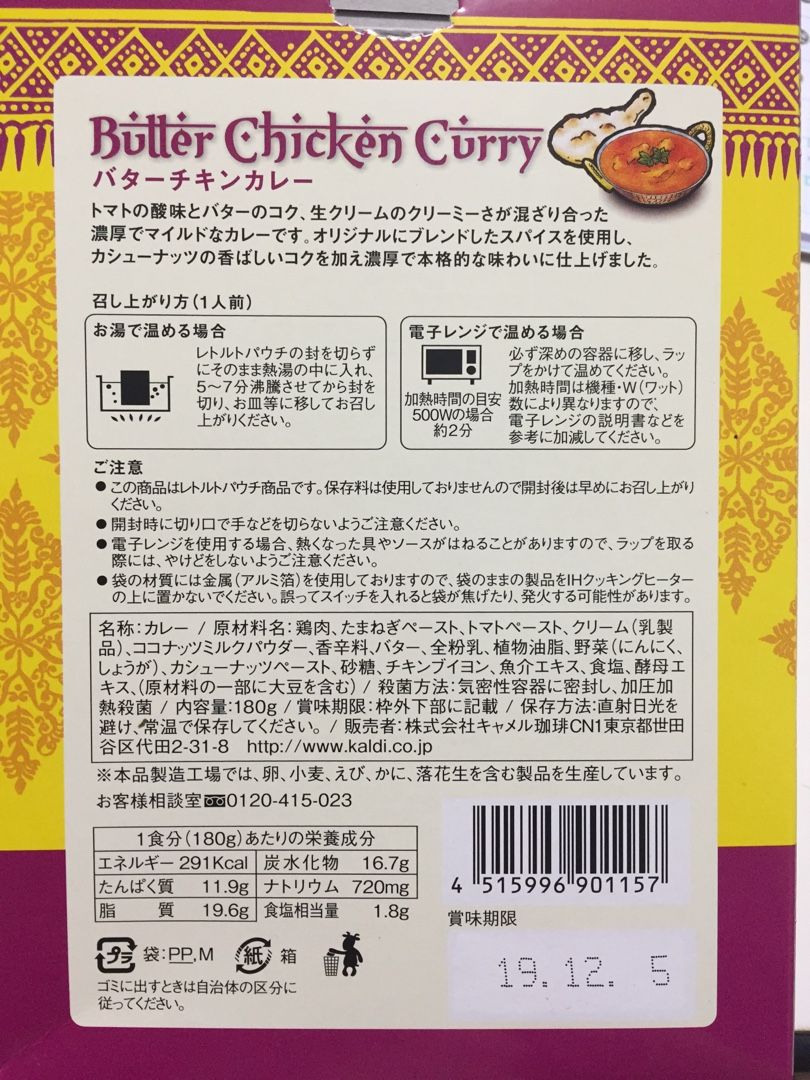 Butter Chicken Curry
バターチキンカレー
トマトの酸味とバターのコク、生クリームのクリーミーさが混ざり合った
濃厚でマイルドなカレーです。オリジナルにブレンドしたスパイスを使用し、
カシューナッツの香ばしいコクを加え濃厚で本格的な味わいに仕上げました。
召し上がり方(1人前)
お湯で温める場合
レトルトパウチの封を切らず
にそのまま熱湯の中に入れ、
5〜7分沸騰させてから封を
切り、お皿等に移してお召し
上がりください。
電子レンジで温める場合
加熱時間の目安
500Wの場合
約2分
必ず深めの容器に移し、ラッ
プをかけて温めてください。
加熱時間は機種・W(ワット)
数により異なりますので、
電子レンジの説明書などを
参考に加減してください。
ご注意
●この商品はレトルトパウチ商品です。保存料は使用しておりませんので開封後は早めにお召し上がり
ください。
●開封時に切り口で手などを切らないようご注意ください。
●電子レンジを使用する場合、熱くなった具やソースがはねることがありますので、ラップを取る
際には、やけどをしないようご注意ください。
●袋の材質には金属(アルミ箔)を使用しておりますので、袋のままの製品をIHクッキングヒーター
の上に置かないでください。誤ってスイッチを入れると袋が焦げたり、発火する可能性があります。
名称:カレー / 原材料名:鶏肉、たまねぎペースト、トマトペースト、クリーム(乳製
品)、ココナッツミルクパウダー、香辛料、バター、全粉乳、植物油脂、野菜(にんにく、
しょうが)、カシューナッツペースト、砂糖、チキンブイヨン、魚介エキス、食塩、酵母エ
キス、(原材料の一部に大豆を含む) / 殺菌方法:気密性容器に密封し、加圧加
熱殺菌 / 内容量:180g / 賞味期限:枠外下部に記載 / 保存方法:直射日光を
避け、常温で保存してください。 / 販売者:株式会社キャメル珈琲CN1東京都世田
谷区代田2-31-8 http://www.kaldi.co.jp
※本品製造工場では、卵、小麦、えび、かに、落花生を含む製品を生産しています。
お客様相談室 0120-415-023
1食分(180g)あたりの栄養成分
エネルギー 291Kcal 炭水化物 16.7g
たんぱく質 11.9g ナトリウム 720mg
脂質 19.6g 食塩相当量 1.8g
4 515996 901157
賞味期限
19.12. 5
プラ 袋:PP,M 紙 箱
ゴミに出すときは自治体の区分に
従ってください。